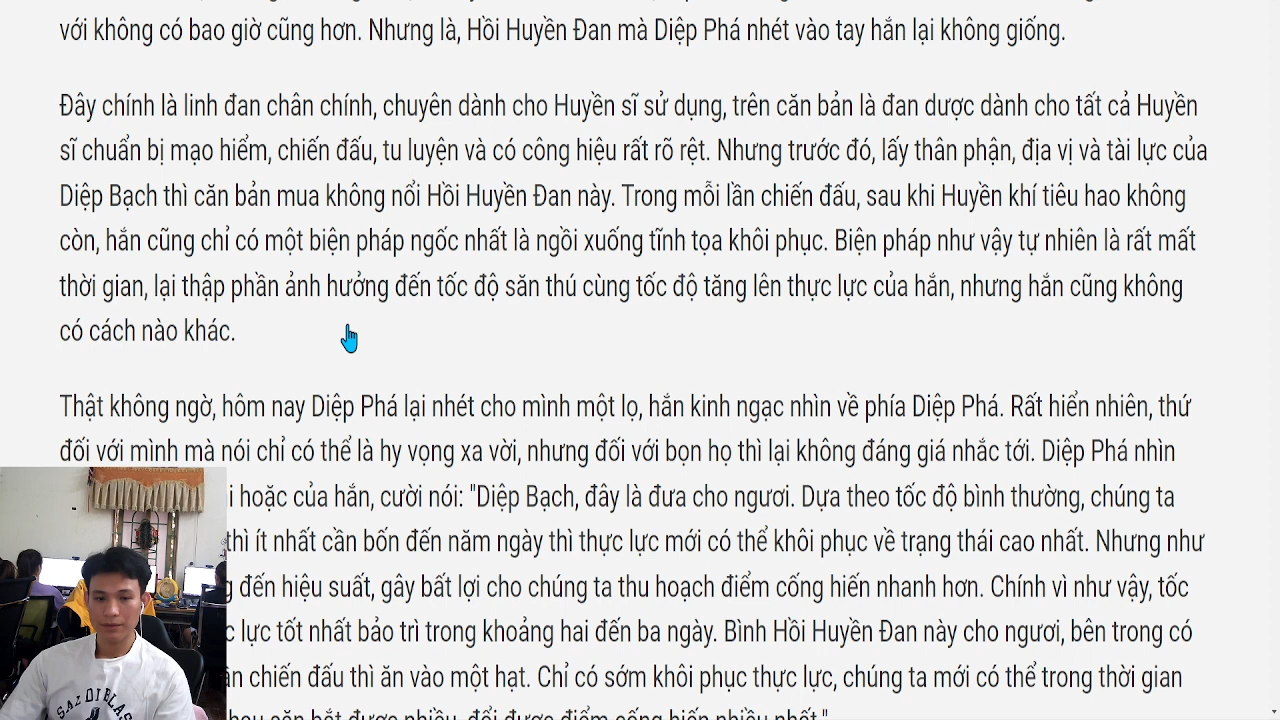 với không có bao giờ cũng hơn. Nhưng là, Hồi Huyền Đan mà Diệp Phá nhét vào tay hắn lại không giống.
Đây chính là linh đan chân chính, chuyên dành cho Huyền sĩ sử dụng, trên căn bản là đan dược dành cho tất cả Huyền
sĩ chuẩn bị mạo hiểm, chiến đấu, tu luyện và có công hiệu rất rõ rệt. Nhưng trước đó, lấy thân phận, địa vị và tài lực của
Diệp Bạch thì căn bản mua không nổi Hồi Huyền Đan này. Trong mỗi lần chiến đấu, sau khi Huyền khí tiêu hao không
còn, hắn cũng chỉ có một biện pháp ngốc nhất là ngồi xuống tĩnh tọa khôi phục. Biện pháp như vậy tự nhiên là rất mất
thời gian, lại thập phần ảnh hưởng đến tốc độ săn thú cùng tốc độ tăng lên thực lực của hắn, nhưng hắn cũng không
có cách nào khác.
Thật không ngờ, hôm nay Diệp Phá lại nhét cho mình một lọ, hắn kinh ngạc nhìn về phía Diệp Phá. Rất hiển nhiên, thứ
đối với mình mà nói chỉ có thể là hy vọng xa vời, nhưng đối với bọn họ thì lại không đáng giá nhắc tới. Diệp Phá nhìn
hoặc của hắn, cười nói: "Diệp Bạch, đây là đưa cho ngươi. Dựa theo tốc độ bình thường, chúng ta
thì ít nhất cần bốn đến năm ngày thì thực lực mới có thể khôi phục về trạng thái cao nhất. Nhưng như
đến hiệu suất, gây bất lợi cho chúng ta thu hoạch điểm cống hiến nhanh hơn. Chính vì như vậy, tốc
lực tốt nhất bảo trì trong khoảng hai đến ba ngày. Bình Hồi Huyền Đan này cho ngươi, bên trong có
chiến đấu thì ăn vào một hạt. Chỉ có sớm khôi phục thực lực, chúng ta mới có thể trong thời gian
săn bắt được nhiều, đổi được điểm cống hiến nhiều nhất."